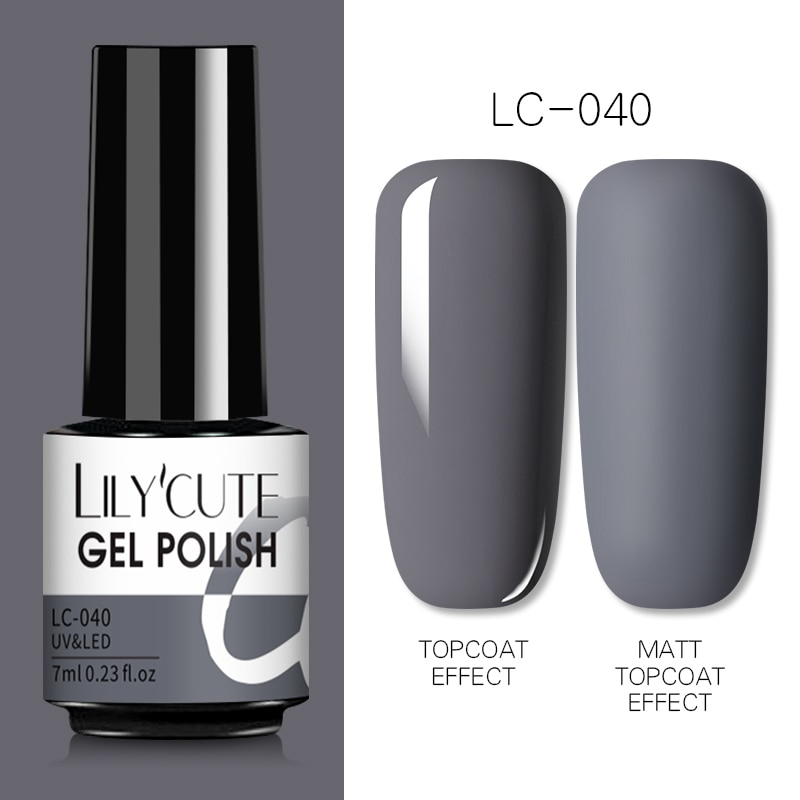 LILY'CUTE
GEL POLISH
LC-040
UV&LED
7ml 0.23 fl.oz
LC-040
TOPCOAT
EFFECT
MATT
TOPCOAT
EFFECT